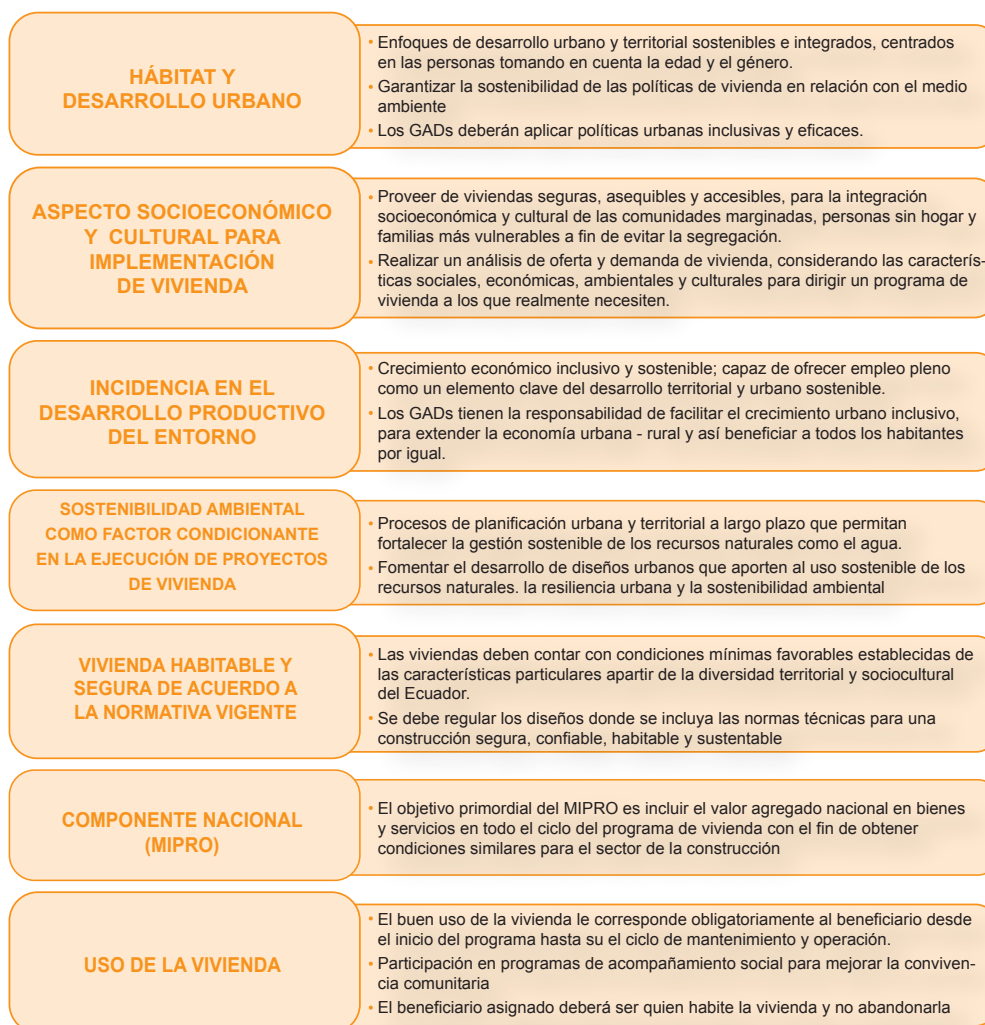 HÁBITAT Y
DESARROLLO URBANO
• Enfoques de desarrollo urbano y territorial sostenibles e integrados, centrados
en las personas tomando en cuenta la edad y el género.
• Garantizar la sostenibilidad de las políticas de vivienda en relación con el medio
ambiente
• Los GADs deberán aplicar políticas urbanas inclusivas y eficaces.
ASPECTO SOCIOECONÓMICO
Y CULTURAL PARA
IMPLEMENTACIÓN
DE VIVIENDA
• Proveer de viviendas seguras, asequibles y accesibles, para la integración
socioeconómica y cultural de las comunidades marginadas, personas sin hogar y
familias más vulnerables a fin de evitar la segregación.
• Realizar un análisis de oferta y demanda de vivienda, considerando las caracterís-
ticas sociales, económicas, ambientales y culturales para dirigir un programa de
vivienda a los que realmente necesiten.
INCIDENCIA EN EL
DESARROLLO PRODUCTIVO
DEL ENTORNO
• Crecimiento económico inclusivo y sostenible; capaz de ofrecer empleo pleno
como un elemento clave del desarrollo territorial y urbano sostenible.
• Los GADs tienen la responsabilidad de facilitar el crecimiento urbano inclusivo,
para extender la economía urbana - rural y así beneficiar a todos los habitantes
por igual.
SOSTENIBILIDAD AMBIENTAL
COMO FACTOR CONDICIONANTE
EN LA EJECUCIÓN DE PROYECTOS
DE VIVIENDA
• Procesos de planificación urbana y territorial a largo plazo que permitan
fortalecer la gestión sostenible de los recursos naturales como el agua.
• Fomentar el desarrollo de diseños urbanos que aporten al uso sostenible de los
recursos naturales. la resiliencia urbana y la sostenibilidad ambiental
VIVIENDA HABITABLE Y
SEGURA DE ACUERDO A
LA NORMATIVA VIGENTE
• Las viviendas deben contar con condiciones mínimas favorables establecidas de
las características particulares apartir de la diversidad territorial y sociocultural
del Ecuador.
• Se debe regular los diseños donde se incluya las normas técnicas para una
construcción segura, confiable, habitable y sustentable
COMPONENTE NACIONAL
(MIPRO)
• El objetivo primordial del MIPRO es incluir el valor agregado nacional en bienes
y servicios en todo el ciclo del programa de vivienda con el fin de obtener
condiciones similares para el sector de la construcción
USO DE LA VIVIENDA
• El buen uso de la vivienda le corresponde obligatoriamente al beneficiario desde
el inicio del programa hasta su el ciclo de mantenimiento y operación.
• Participación en programas de acompañamiento social para mejorar la conviven-
cia comunitaria
• El beneficiario asignado deberá ser quien habite la vivienda y no abandonarla